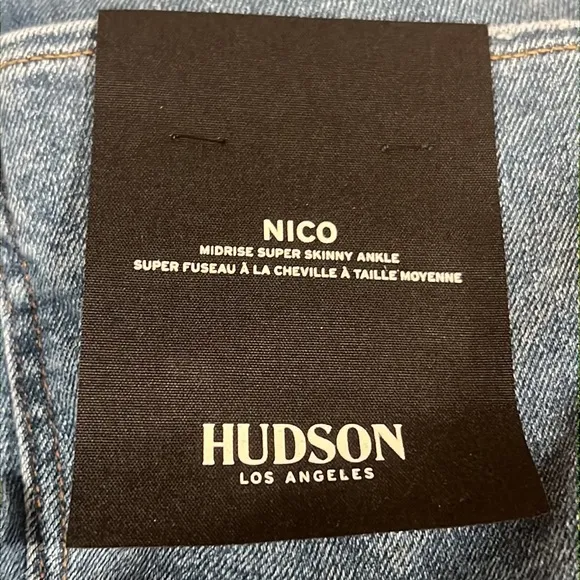 NICO
MIDRISE SUPER SKINNY ANKLE
SUPER FUSEAU À LA CHEVILLE À TAILLE MOYENNE
HUDSON
LOS ANGELES